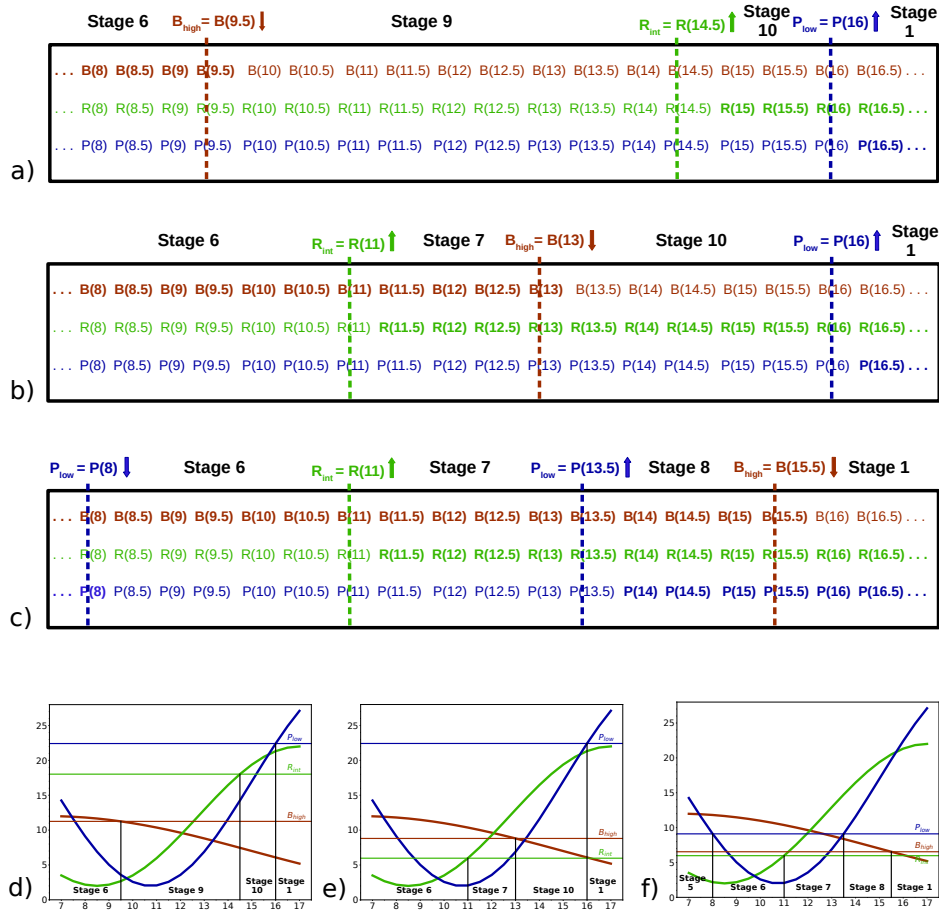 Stage 6 B_high = B(9.5) Stage 9 R_int = R(14.5) Stage 10 P_low = P(16) Stage 1
. . . B(8) B(8.5) B(9) B(9.5) B(10) B(10.5) B(11) B(11.5) B(12) B(12.5) B(13) B(13.5) B(14) B(14.5) B(15) B(15.5) B(16) B(16.5) . . .
. . . R(8) R(8.5) R(9) R(9.5) R(10) R(10.5) R(11) R(11.5) R(12) R(12.5) R(13) R(13.5) R(14) R(14.5) R(15) R(15.5) R(16) R(16.5) . . .
. . . P(8) P(8.5) P(9) P(9.5) P(10) P(10.5) P(11) P(11.5) P(12) P(12.5) P(13) P(13.5) P(14) P(14.5) P(15) P(15.5) P(16) P(16.5) . . .
a)
Stage 6 R_int = R(11) Stage 7 B_high = B(13) Stage 10 P_low = P(16) Stage 1
. . . B(8) B(8.5) B(9) B(9.5) B(10) B(10.5) B(11) B(11.5) B(12) B(12.5) B(13) B(13.5) B(14) B(14.5) B(15) B(15.5) B(16) B(16.5) . . .
. . . R(8) R(8.5) R(9) R(9.5) R(10) R(10.5) R(11) R(11.5) R(12) R(12.5) R(13) R(13.5) R(14) R(14.5) R(15) R(15.5) R(16) R(16.5) . . .
. . . P(8) P(8.5) P(9) P(9.5) P(10) P(10.5) P(11) P(11.5) P(12) P(12.5) P(13) P(13.5) P(14) P(14.5) P(15) P(15.5) P(16) P(16.5) . . .
b)
P_low = P(8) Stage 6 R_int = R(11) Stage 7 P_low = P(13.5) Stage 8 B_high = B(15.5) Stage 1
. . . B(8) B(8.5) B(9) B(9.5) B(10) B(10.5) B(11) B(11.5) B(12) B(12.5) B(13) B(13.5) B(14) B(14.5) B(15) B(15.5) B(16) B(16.5) . . .
. . . R(8) R(8.5) R(9) R(9.5) R(10) R(10.5) R(11) R(11.5) R(12) R(12.5) R(13) R(13.5) R(14) R(14.5) R(15) R(15.5) R(16) R(16.5) . . .
. . . P(8) P(8.5) P(9) P(9.5) P(10) P(10.5) P(11) P(11.5) P(12) P(12.5) P(13) P(13.5) P(14) P(14.5) P(15) P(15.5) P(16) P(16.5) . . .
c)
25
20
15
10
5
0
P_low
R_int
B_high
Stage 6 Stage 9 Stage 10 Stage 1
7 8 9 10 11 12 13 14 15 16 17
d)
25
20
15
10
5
0
P_low
B_high
R_int
Stage 6 Stage 7 Stage 10 Stage 1
7 8 9 10 11 12 13 14 15 16 17
e)
25
20
15
10
5
0
P_low
B_high
R_int
Stage 5 Stage 6 Stage 7 Stage 8 Stage 1
7 8 9 10 11 12 13 14 15 16 17
f)